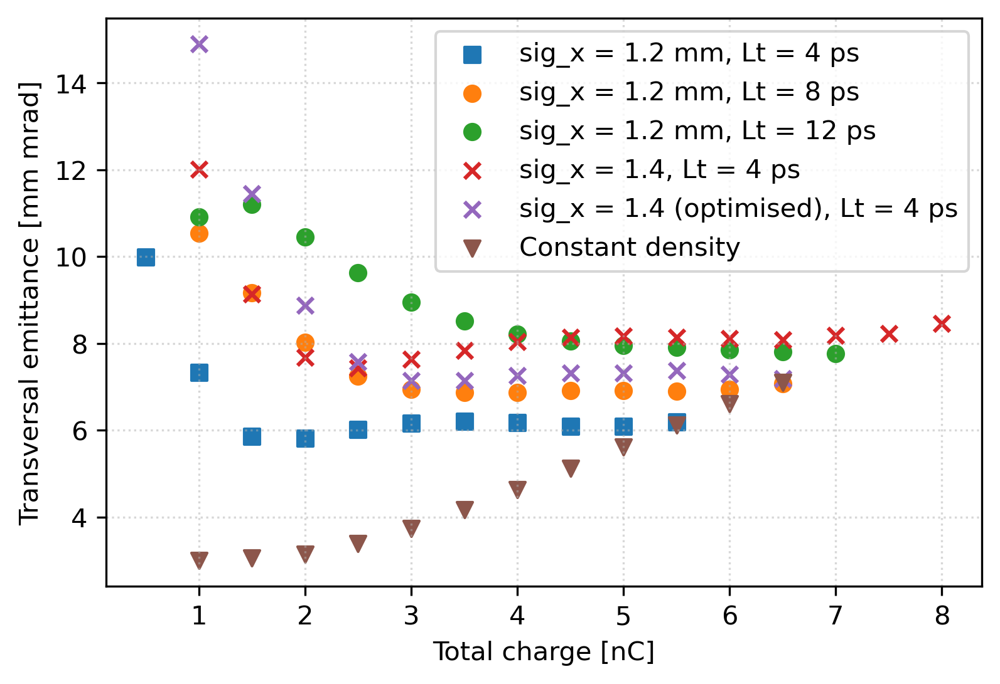 14
12
10
8
6
4
Transversal emittance [mm mrad]
sig_x = 1.2 mm, Lt = 4 ps
sig_x = 1.2 mm, Lt = 8 ps
sig_x = 1.2 mm, Lt = 12 ps
sig_x = 1.4, Lt = 4 ps
sig_x = 1.4 (optimised), Lt = 4 ps
Constant density
1 2 3 4 5 6 7 8
Total charge [nC]